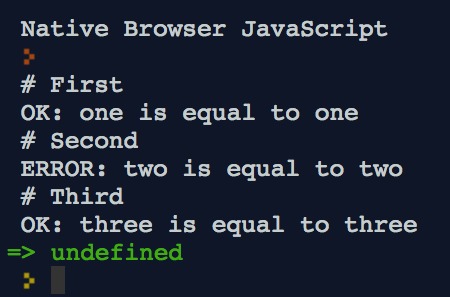 Native Browser JavaScript
# First
OK: one is equal to one
# Second
ERROR: two is equal to two
# Third
OK: three is equal to three
=> undefined